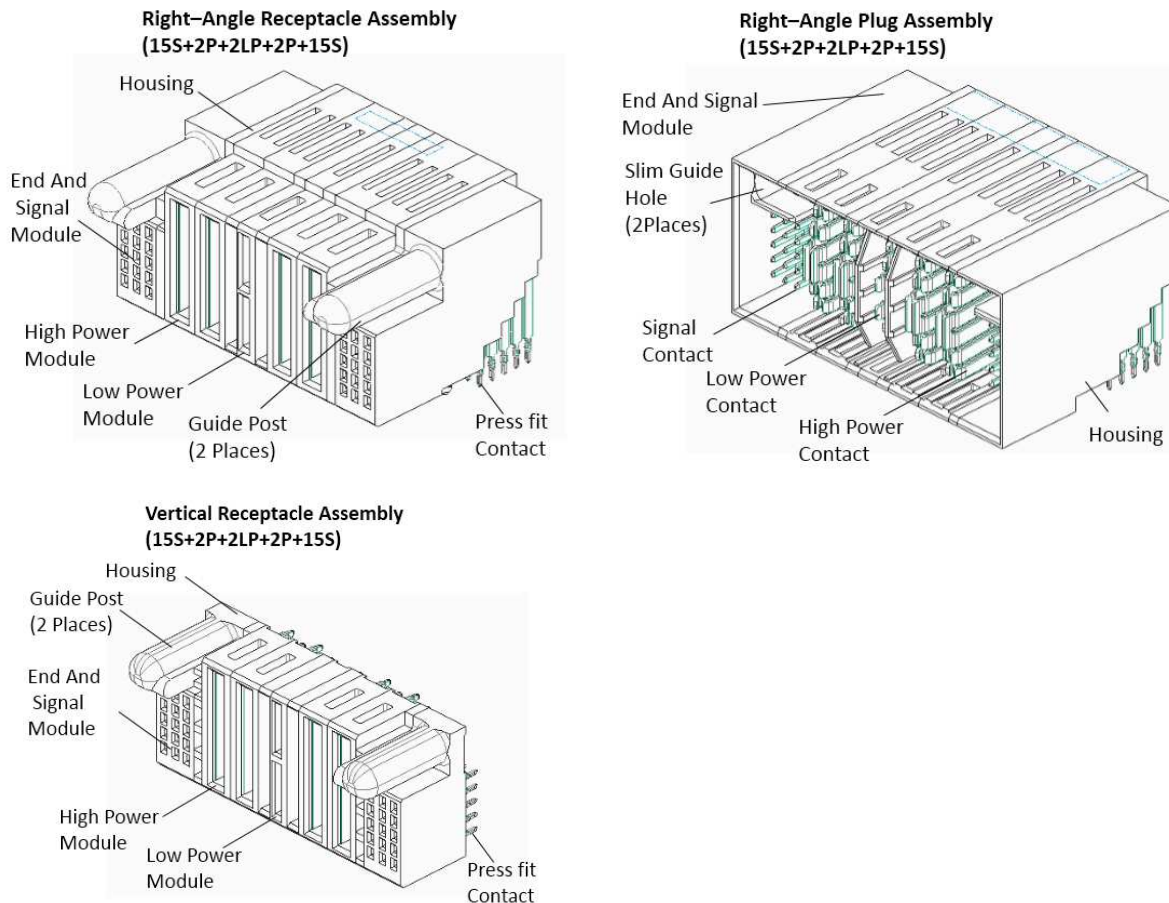 Right–Angle Receptacle Assembly
(15S+2P+2LP+2P+15S)
Housing
End And
Signal
Module
High Power
Module
Low Power
Module
Guide Post
(2 Places)
Press fit
Contact
Right–Angle Plug Assembly
(15S+2P+2LP+2P+15S)
End And Signal
Module
Slim Guide
Hole
(2Places)
Signal
Contact
Low Power
Contact
High Power
Contact
Housing
Vertical Receptacle Assembly
(15S+2P+2LP+2P+15S)
Housing
Guide Post
(2 Places)
End And
Signal
Module
High Power
Module
Low Power
Module
Press fit
Contact